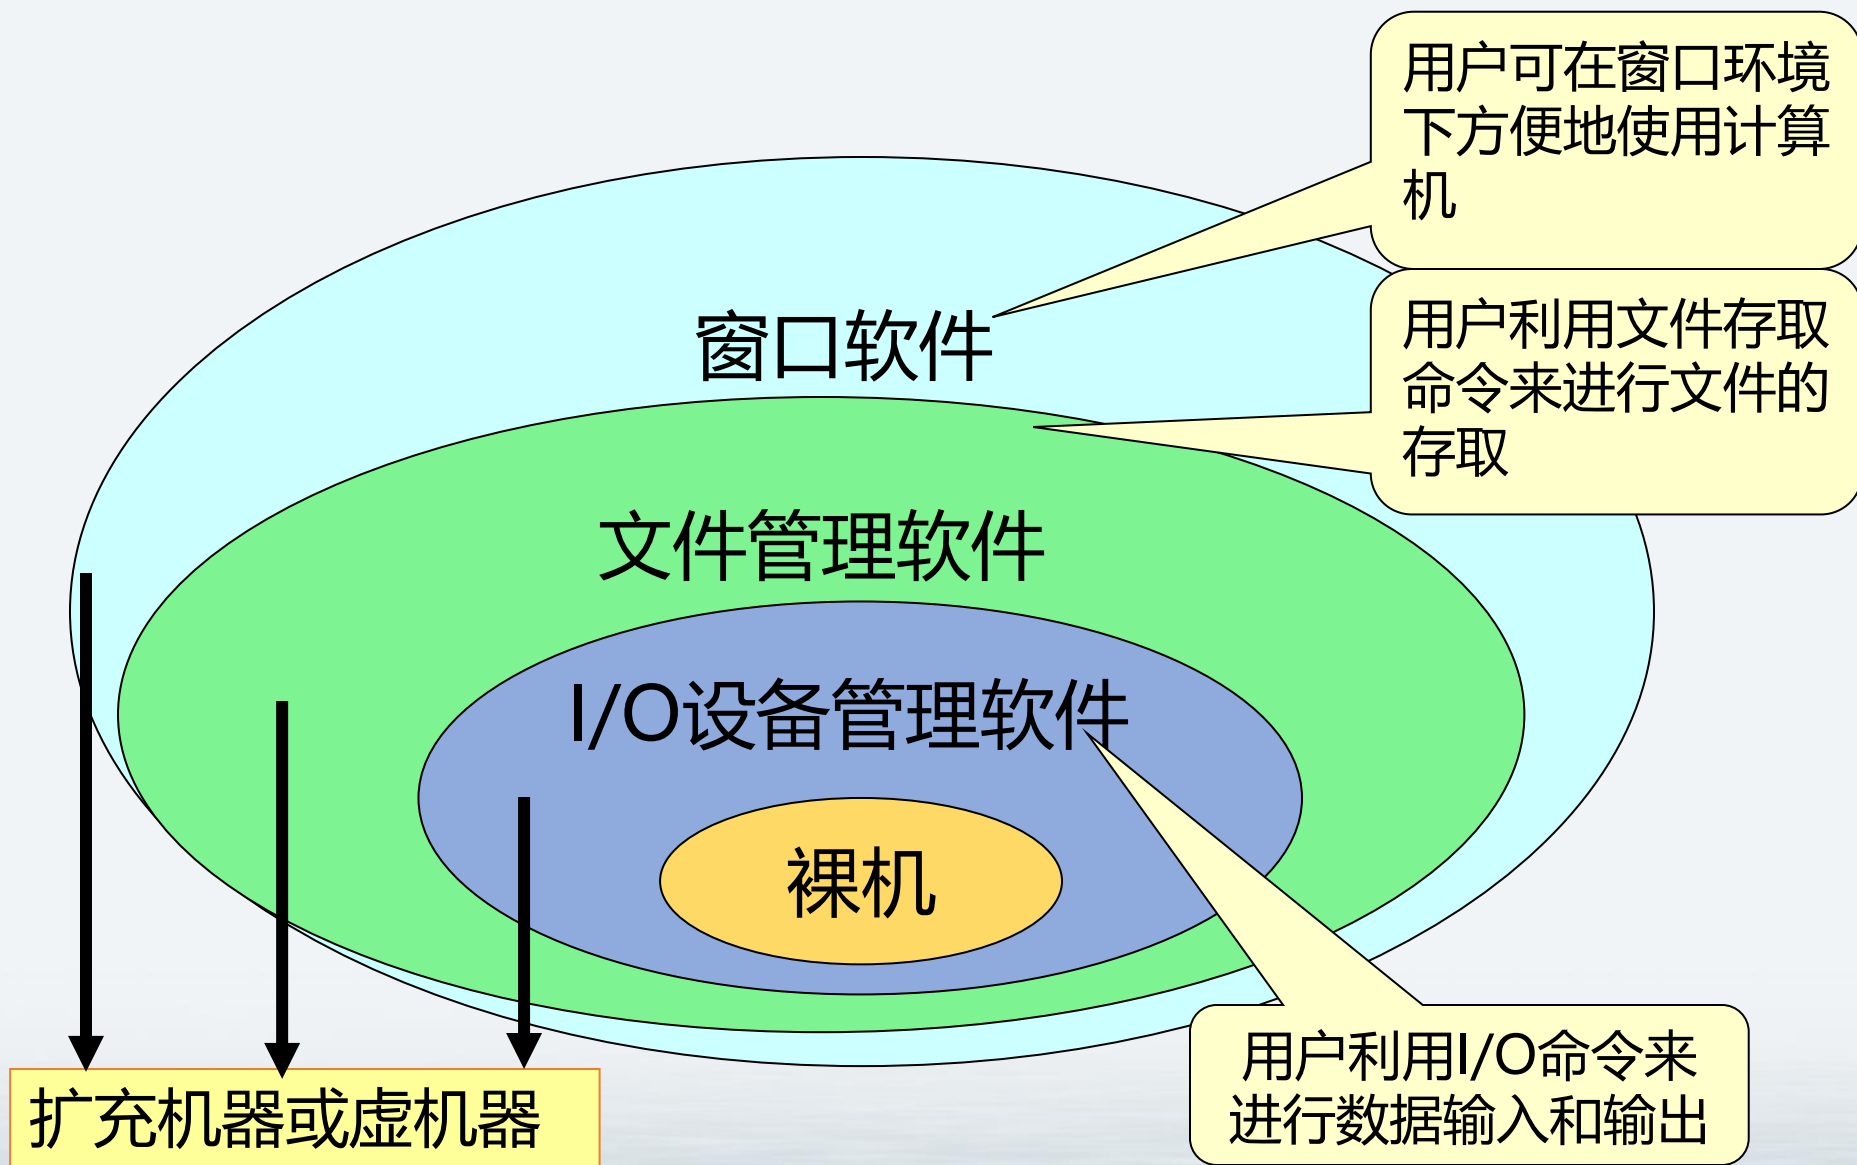 用户可在窗口环境
下方便地使用计算
机
用户利用文件存取
命令来进行文件的
存取
窗口软件
文件管理软件
I/O设备管理软件
裸机
用户利用I/O命令来
进行数据输入和输出
扩充机器或虚机器